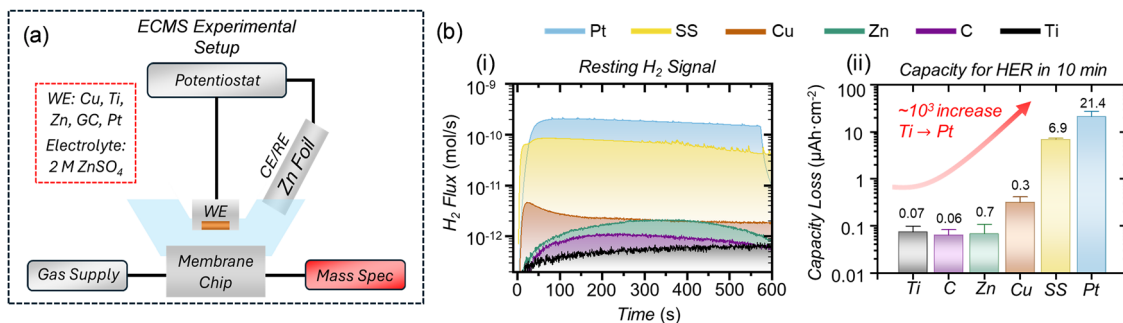 (a)
ECMS Experimental
Setup
Potentiostat
WE: Cu, Ti,
Zn, GC, Pt
Electrolyte:
2 M ZnSO₄
CE/RE
Zn Foil
WE
Membrane
Chip
Gas Supply
Mass Spec
(b)
Pt SS Cu Zn C Ti
(i)
Resting H₂ Signal
H₂ Flux (mol/s)
10⁻⁹
10⁻¹⁰
10⁻¹¹
10⁻¹²
0 100 200 300 400 500 600
Time (s)
(ii)
Capacity for HER in 10 min
Capacity Loss (µAh·cm⁻²)
100
10
1
0.1
0.01
~10³ increase
Ti → Pt
0.07 0.06 0.7 0.3 6.9 21.4
Ti C Zn Cu SS Pt